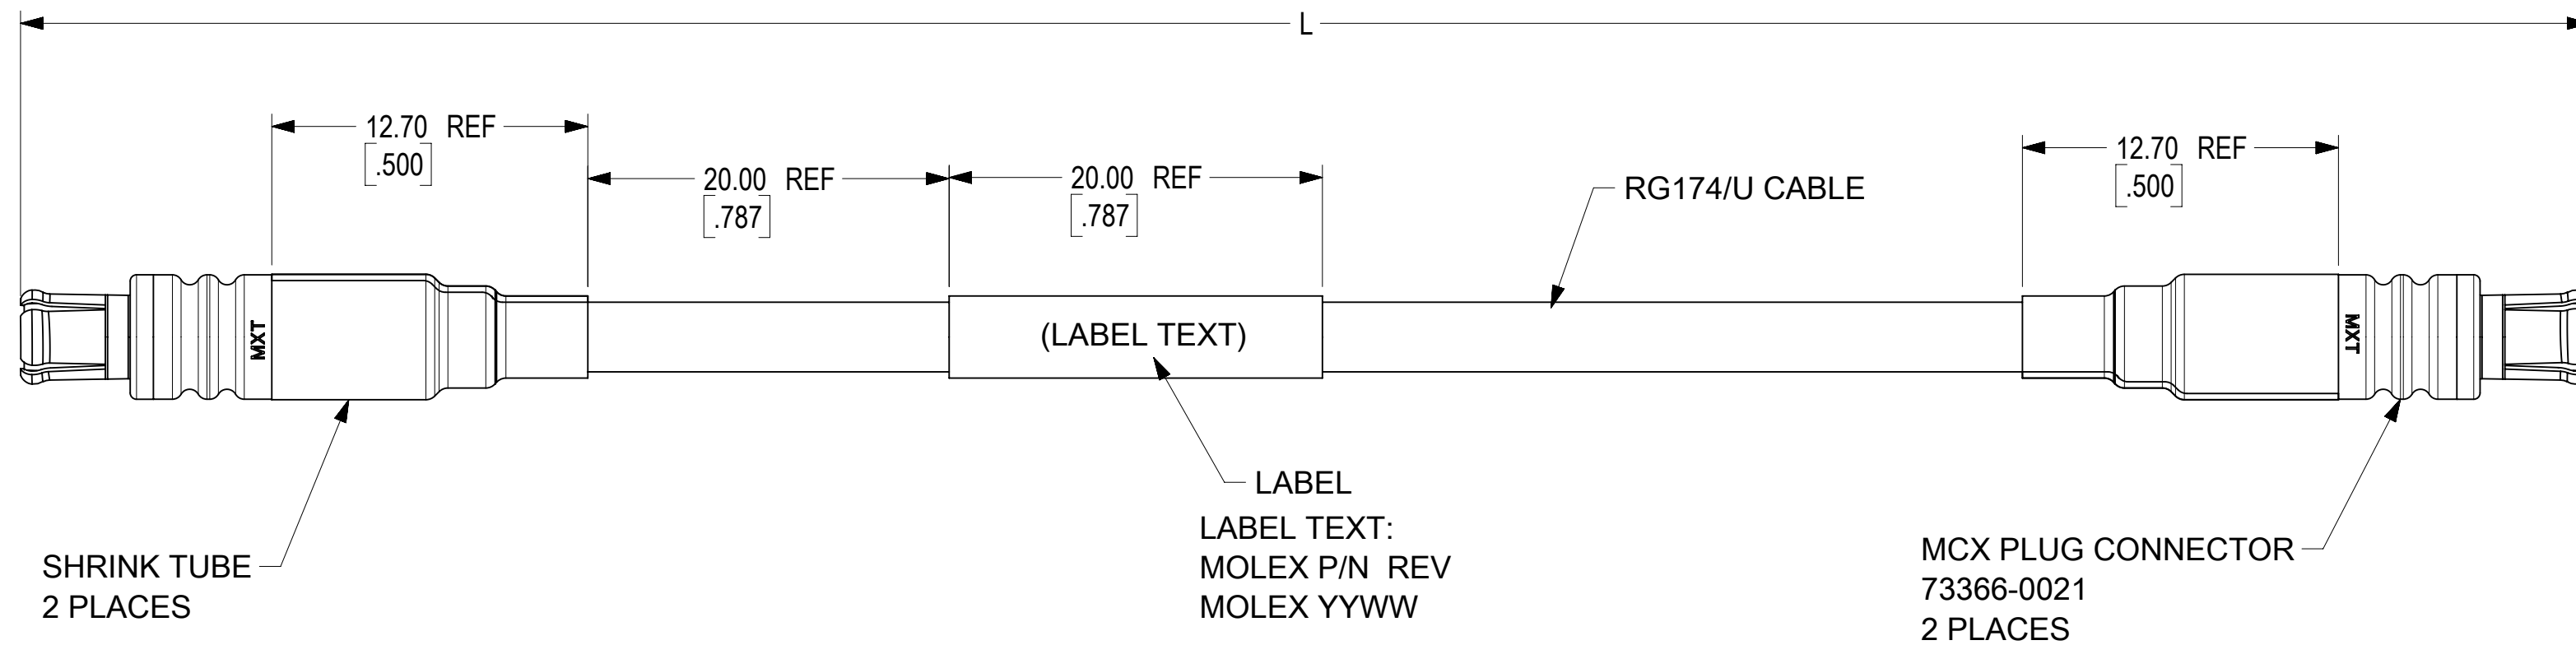 L
12.70 REF
[.500]
20.00 REF
[.787]
20.00 REF
[.787]
RG174/U CABLE
12.70 REF
[.500]
MXT
(LABEL TEXT)
MXT
LABEL
LABEL TEXT:
MOLEX P/N REV
MOLEX YYWW
SHRINK TUBE
2 PLACES
MCX PLUG CONNECTOR
73366-0021
2 PLACES